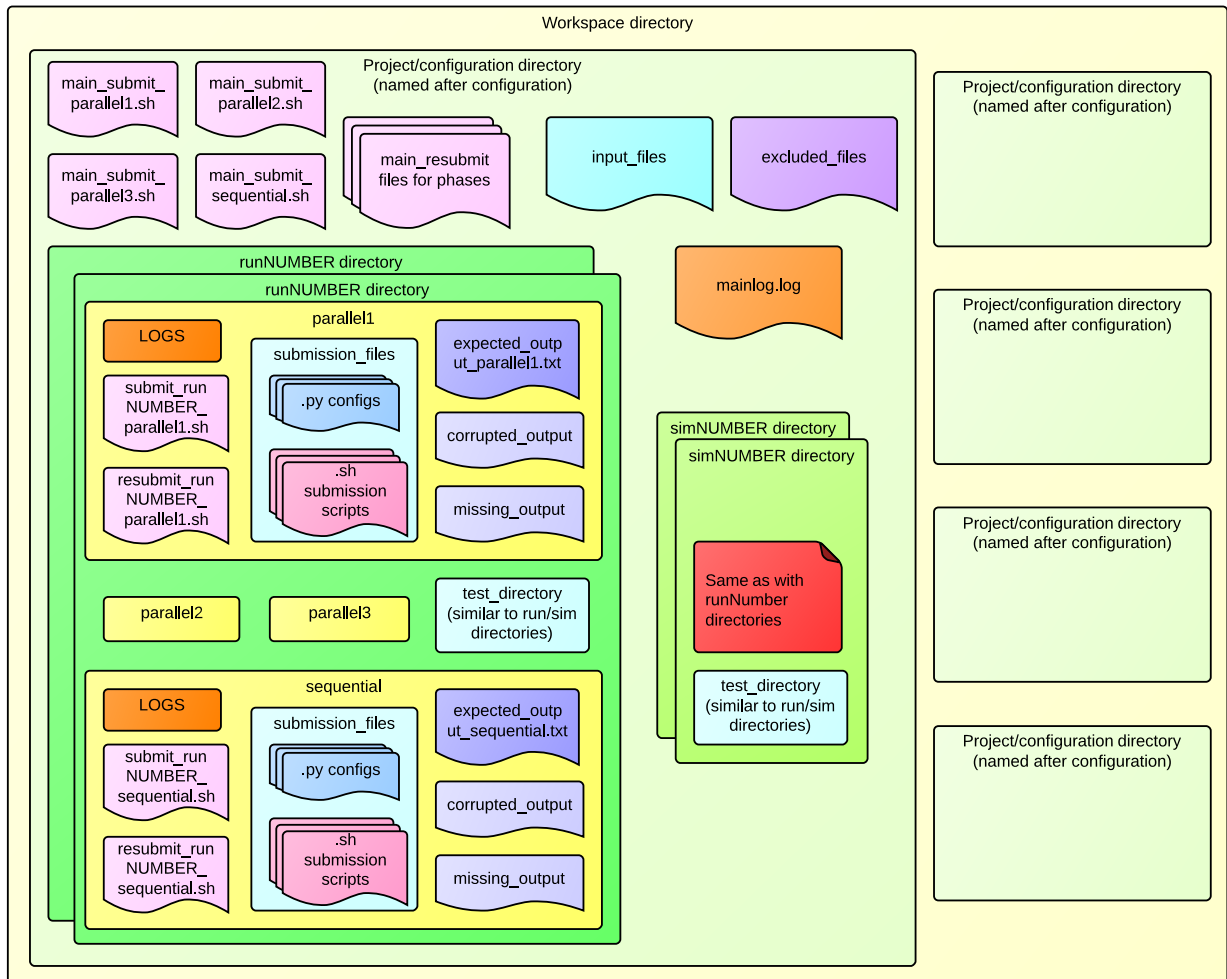 Workspace directory
Project/configuration directory
(named after configuration)
main_submit_
parallel1.sh
main_submit_
parallel2.sh
main_submit_
parallel3.sh
main_submit_
sequential.sh
main_resubmit
files for phases
input_files
excluded_files
mainlog.log
runNUMBER directory
runNUMBER directory
parallel1
LOGS
submit_run
NUMBER_
parallel1.sh
resubmit_run
NUMBER_
parallel1.sh
submission_files
.py configs
.sh
submission
scripts
expected_outp
ut_parallel1.txt
corrupted_output
missing_output
parallel2
parallel3
test_directory
(similar to run/sim
directories)
sequential
LOGS
submit_run
NUMBER_
sequential.sh
resubmit_run
NUMBER_
sequential.sh
submission_files
.py configs
.sh
submission
scripts
expected_outp
ut_sequential.txt
corrupted_output
missing_output
simNUMBER directory
simNUMBER directory
Same as with
runNumber
directories
test_directory
(similar to run/sim
directories)
Project/configuration directory
(named after configuration)
Project/configuration directory
(named after configuration)
Project/configuration directory
(named after configuration)
Project/configuration directory
(named after configuration)